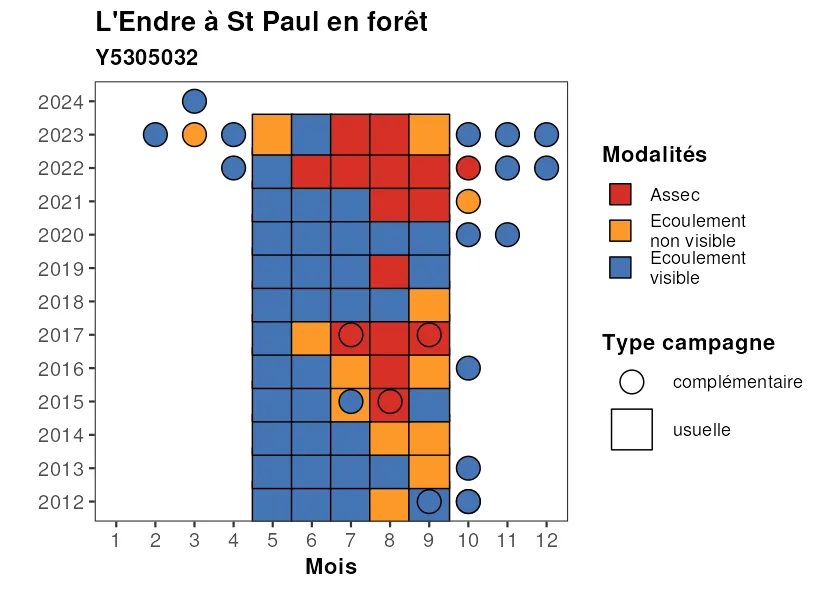 L'Endre à St Paul en forêt
Y5305032
2024
2023
2022
2021
2020
2019
2018
2017
2016
2015
2014
2013
2012
1 2 3 4 5 6 7 8 9 10 11 12
Mois
Modalités
Assec
Ecoulement
non visible
Ecoulement
visible
Type campagne
complémentaire
usuelle